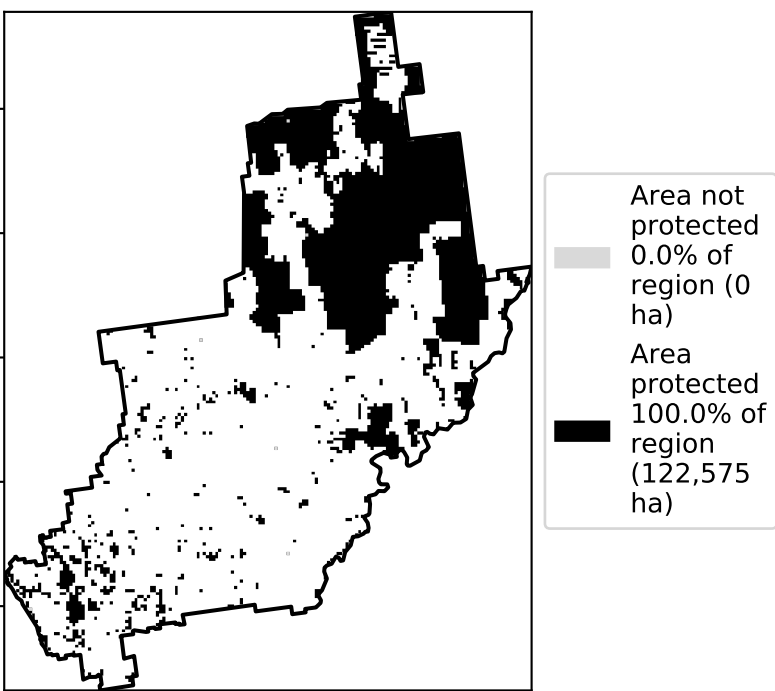 Area not
protected
0.0% of
region (0
ha)
Area
protected
100.0% of
region
(122,575
ha)